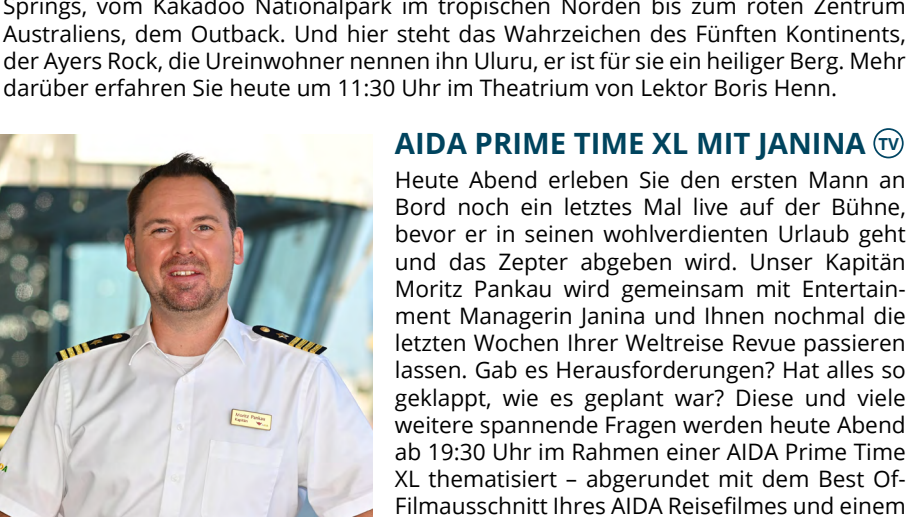 Springs, vom Kakadoo Nationalpark im tropischen Norden bis zum roten Zentrum
Australiens, dem Outback. Und hier steht das Wahrzeichen des Fünften Kontinents,
der Ayers Rock, die Ureinwohner nennen ihn Uluru, er ist für sie ein heiliger Berg. Mehr
darüber erfahren Sie heute um 11:30 Uhr im Theatrium von Lektor Boris Henn.
AIDA PRIME TIME XL MIT JANINA TV
Heute Abend erleben Sie den ersten Mann an
Bord noch ein letztes Mal live auf der Bühne,
bevor er in seinen wohlverdienten Urlaub geht
und das Zepter abgeben wird. Unser Kapitän
Moritz Pankau wird gemeinsam mit Entertain-
ment Managerin Janina und Ihnen nochmal die
letzten Wochen Ihrer Weltreise Revue passieren
lassen. Gab es Herausforderungen? Hat alles so
geklappt, wie es geplant war? Diese und viele
weitere spannende Fragen werden heute Abend
ab 19:30 Uhr im Rahmen einer AIDA Prime Time
XL thematisiert – abgerundet mit dem Best Of-
Filmausschnitt Ihres AIDA Reisefilmes und einem
Moritz Pankau
Kapitän